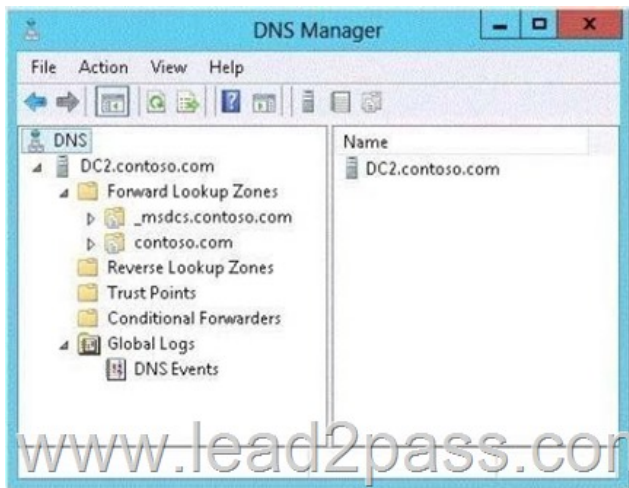 DNS Manager
File Action View Help
DNS
DC2.contoso.com
Forward Lookup Zones
_msdcs.contoso.com
contoso.com
Reverse Lookup Zones
Trust Points
Conditional Forwarders
Global Logs
DNS Events
Name
DC2.contoso.com
www.lead2pass.com